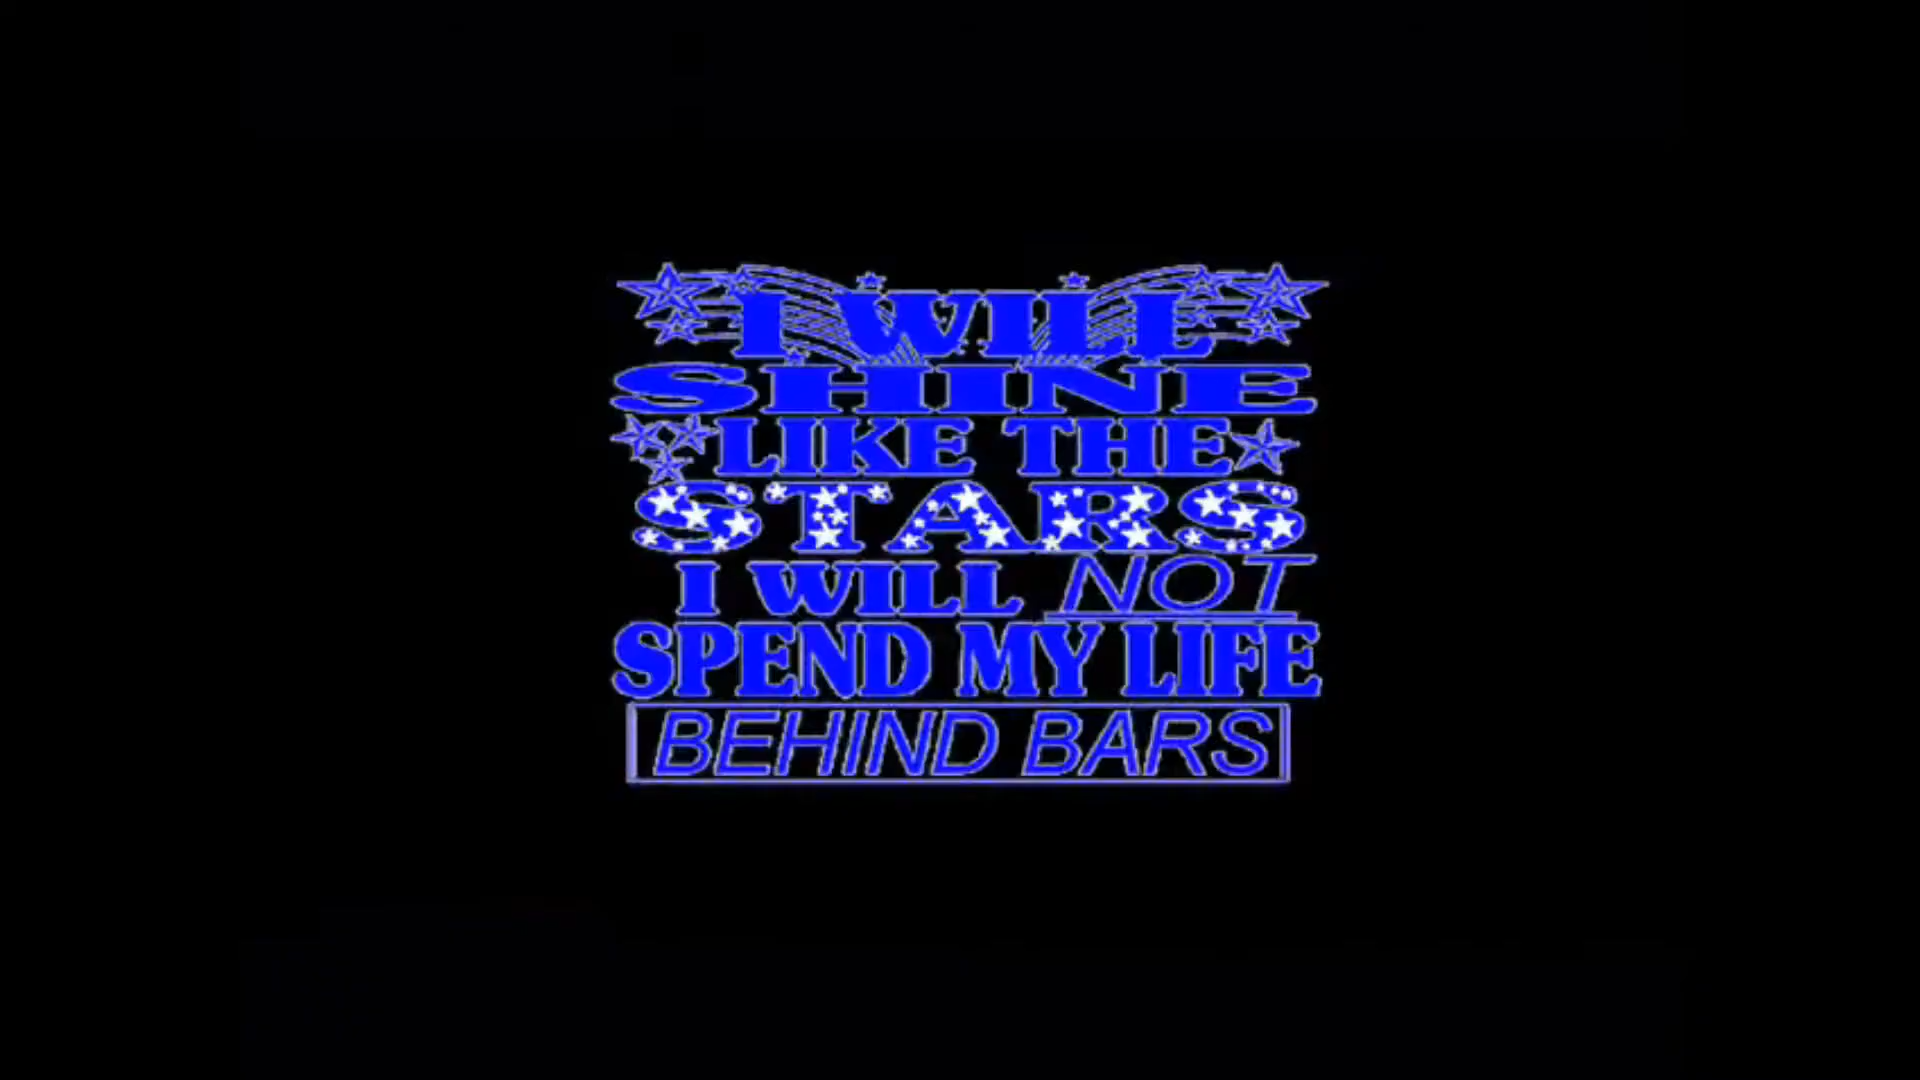 I WILL
SHINE
LIKE THE
STARS
I WILL NOT
SPEND MY LIFE
BEHIND BARS